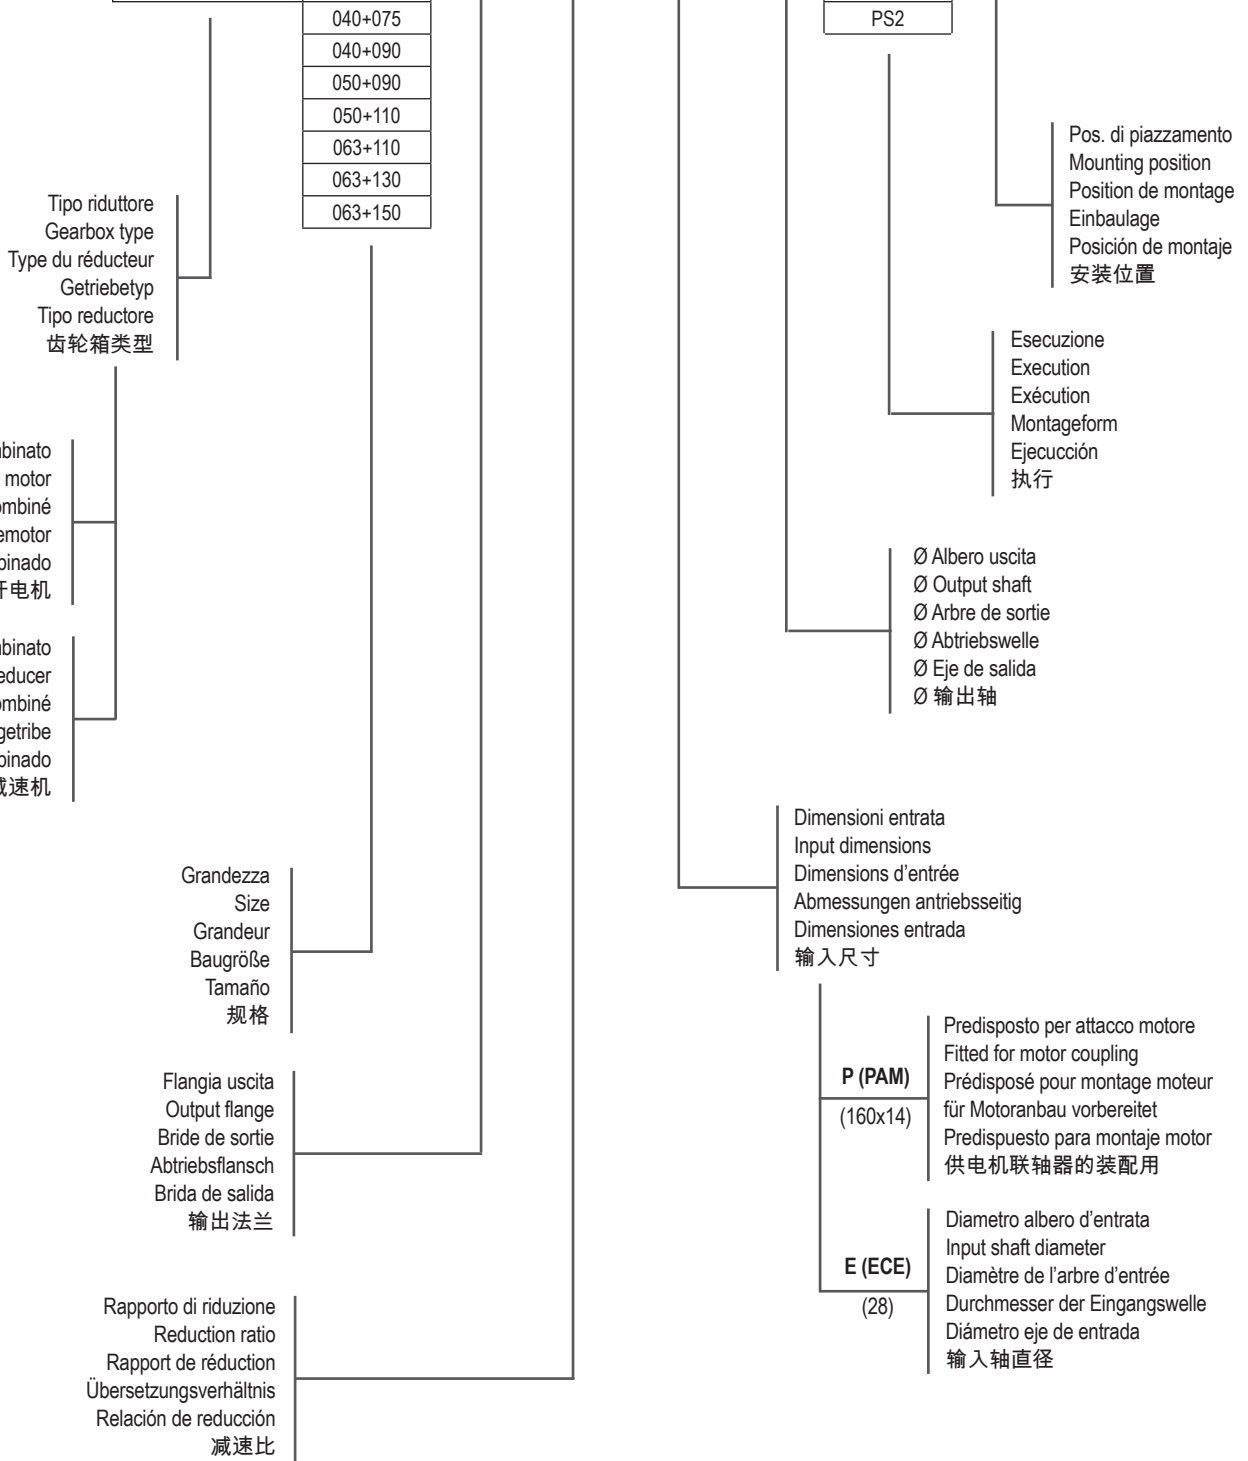 040+075
040+090
050+090
050+110
063+110
063+130
063+150
PS2
Pos. di piazzamento
Mounting position
Position de montage
Einbaulage
Posición de montaje
安装位置
Tipo riduttore
Gearbox type
Type du réducteur
Getriebetyp
Tipo reductore
齿轮箱类型
Esecuzione
Execution
Exécution
Montageform
Ejecucción
执行
motor
电机
Ø Albero uscita
Ø Output shaft
Ø Arbre de sortie
Ø Abtriebswelle
Ø Eje de salida
Ø 输出轴
速机
Dimensioni entrata
Input dimensions
Dimensions d’entrée
Abmessungen antriebsseitig
Dimensiones entrada
输入尺寸
Grandezza
Size
Grandeur
Baugröße
Tamaño
规格
P (PAM)
(160x14)
Predisposto per attacco motore
Fitted for motor coupling
Prédisposé pour montage moteur
für Motoranbau vorbereitet
Predispuesto para montaje motor
供电机联轴器的装配用
Flangia uscita
Output flange
Bride de sortie
Abtriebsflansch
Brida de salida
输出法兰
E (ECE)
(28)
Diametro albero d’entrata
Input shaft diameter
Diamètre de l’arbre d’entrée
Durchmesser der Eingangswelle
Diámetro eje de entrada
输入轴直径
Rapporto di riduzione
Reduction ratio
Rapport de réduction
Übersetzungsverhältnis
Relación de reducción
减速比